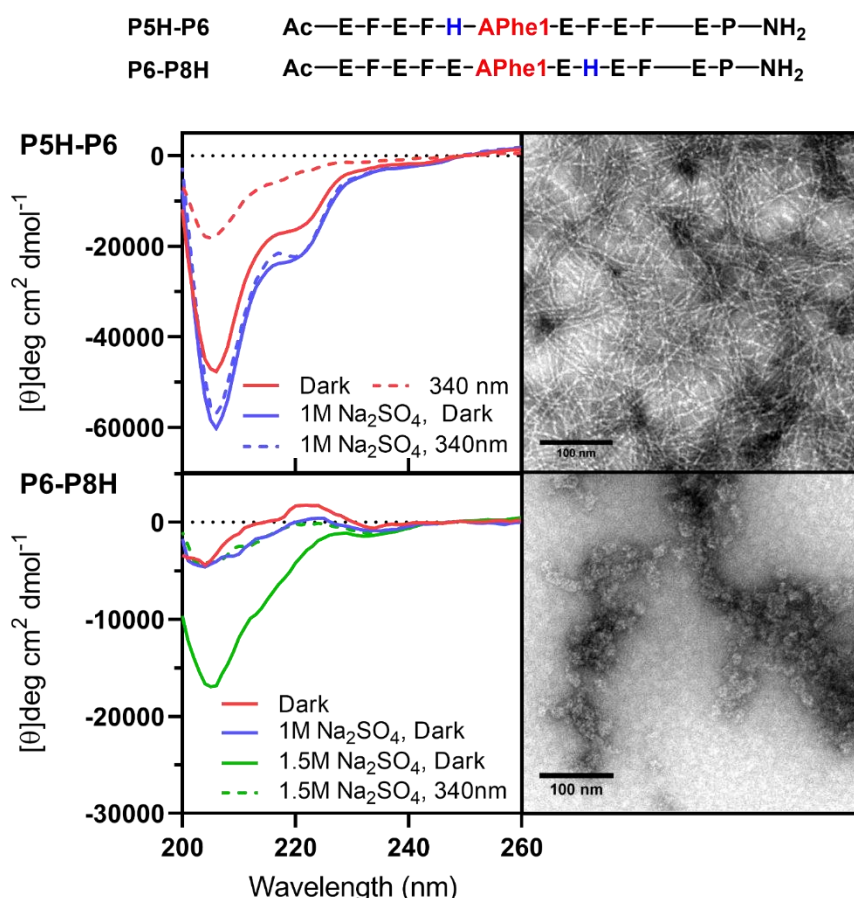 P5H-P6 Ac—E-F-E-F-H-APhe1-E-F-E-F—E-P-NH₂
P6-P8H Ac—E-F-E-F-E-APhe1-E-H-E-F—E-P-NH₂
P5H-P6
[θ]deg cm² dmol⁻¹
0
-20000
-40000
-60000
Dark 340 nm
1M Na₂SO₄, Dark
1M Na₂SO₄, 340nm
100 nm
P6-P8H
[θ]deg cm² dmol⁻¹
0
-10000
-20000
-30000
Dark
1M Na₂SO₄, Dark
1.5M Na₂SO₄, Dark
1.5M Na₂SO₄, 340nm
200 220 240 260
Wavelength (nm)
100 nm